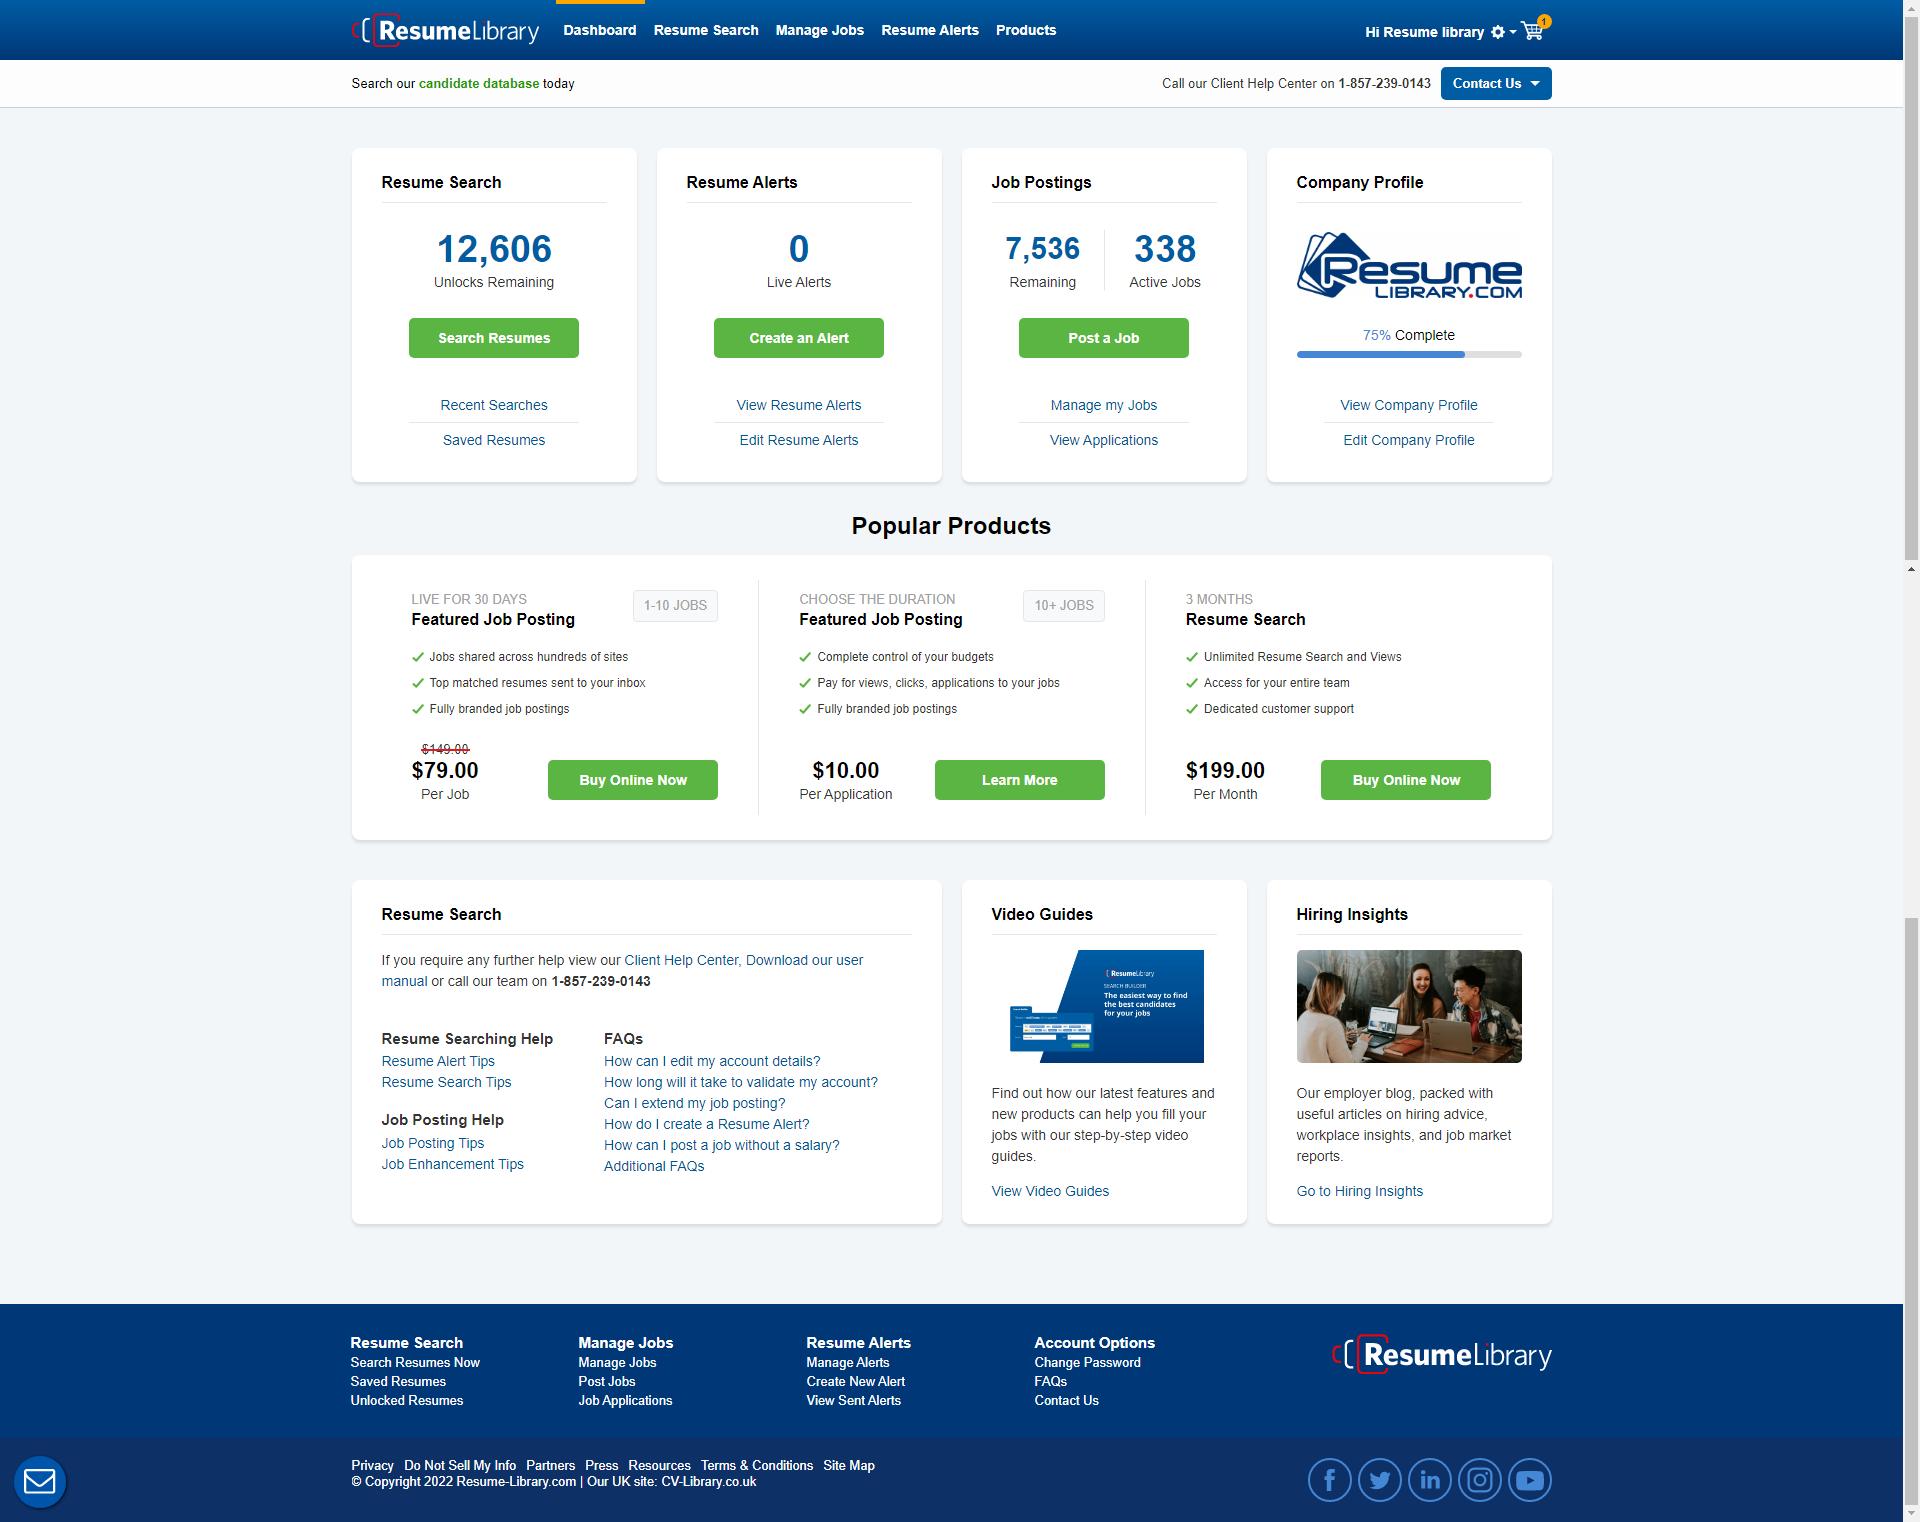 ResumeLibrary
Dashboard Resume Search Manage Jobs Resume Alerts Products
Hi Resume library
1
Search our candidate database today
Call our Client Help Center on 1-857-239-0143
Contact Us
Resume Search
12,606
Unlocks Remaining
Search Resumes
Recent Searches
Saved Resumes
Resume Alerts
0
Live Alerts
Create an Alert
View Resume Alerts
Edit Resume Alerts
Job Postings
7,536
Remaining
338
Active Jobs
Post a Job
Manage my Jobs
View Applications
Company Profile
Resume
LIBRARY.COM
75% Complete
View Company Profile
Edit Company Profile
Popular Products
LIVE FOR 30 DAYS
Featured Job Posting
1-10 JOBS
Jobs shared across hundreds of sites
Top matched resumes sent to your inbox
Fully branded job postings
$149.00
$79.00
Per Job
Buy Online Now
CHOOSE THE DURATION
Featured Job Posting
10+ JOBS
Complete control of your budgets
Pay for views, clicks, applications to your jobs
Fully branded job postings
$10.00
Per Application
Learn More
3 MONTHS
Resume Search
Unlimited Resume Search and Views
Access for your entire team
Dedicated customer support
$199.00
Per Month
Buy Online Now
Resume Search
If you require any further help view our Client Help Center, Download our user
manual or call our team on 1-857-239-0143
Resume Searching Help
Resume Alert Tips
Resume Search Tips
Job Posting Help
Job Posting Tips
Job Enhancement Tips
FAQs
How can I edit my account details?
How long will it take to validate my account?
Can I extend my job posting?
How do I create a Resume Alert?
How can I post a job without a salary?
Additional FAQs
Video Guides
ResumeLibrary
SEARCH BUILDER
The easiest way to find
the best candidates
for your jobs
Find out how our latest features and
new products can help you fill your
jobs with our step-by-step video
guides.
View Video Guides
Hiring Insights
Our employer blog, packed with
useful articles on hiring advice,
workplace insights, and job market
reports.
Go to Hiring Insights
Resume Search
Search Resumes Now
Saved Resumes
Unlocked Resumes
Manage Jobs
Manage Jobs
Post Jobs
Job Applications
Resume Alerts
Manage Alerts
Create New Alert
View Sent Alerts
Account Options
Change Password
FAQs
Contact Us
ResumeLibrary
Privacy Do Not Sell My Info Partners Press Resources Terms & Conditions Site Map
© Copyright 2022 Resume-Library.com | Our UK site: CV-Library.co.uk